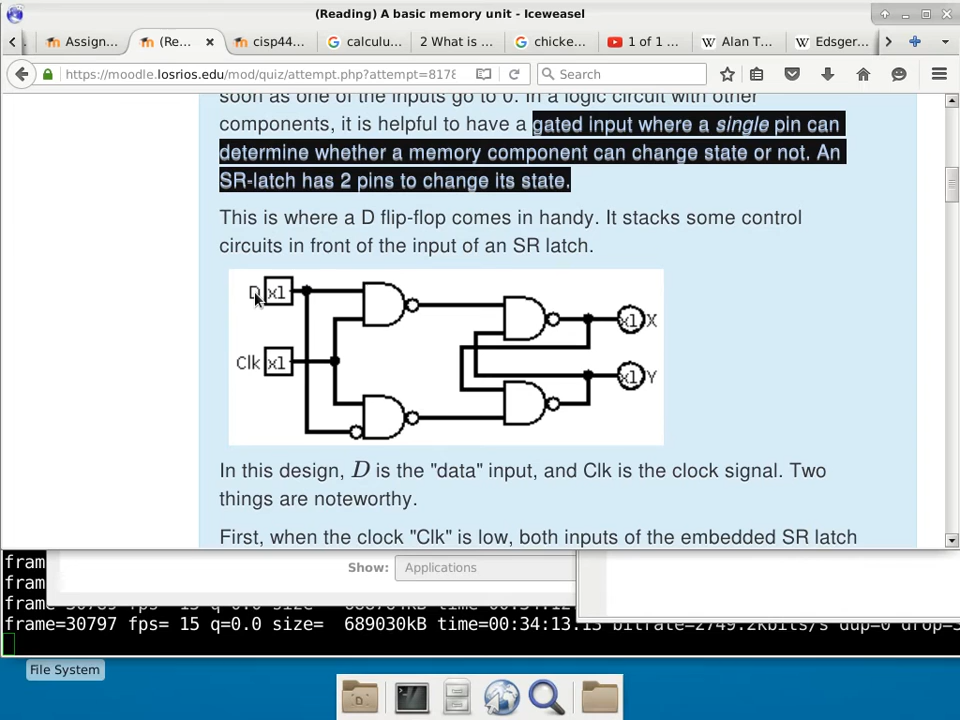 (Reading) A basic memory unit - Iceweasel
Assign...
(Re...
cisp44...
calculu...
2 What is ...
chicke...
1 of 1 ...
Alan T...
Edsger...
https://moodle.losrios.edu/mod/quiz/attempt.php?attempt=8178
Search
soon as one of the inputs go to 0. In a logic circuit with other
components, it is helpful to have a gated input where a single pin can
determine whether a memory component can change state or not. An
SR-latch has 2 pins to change its state.
This is where a D flip-flop comes in handy. It stacks some control
circuits in front of the input of an SR latch.
D x1
x1 X
Clk x1
x1 Y
In this design, D is the "data" input, and Clk is the clock signal. Two
things are noteworthy.
First, when the clock "Clk" is low, both inputs of the embedded SR latch
fram
Show: Applications
fram
frame=30797 fps= 15 q=0.0 size= 689030kB time=00:34:13.13 bitrate=2749.2kbits/s dup=0 drop=
File System
D